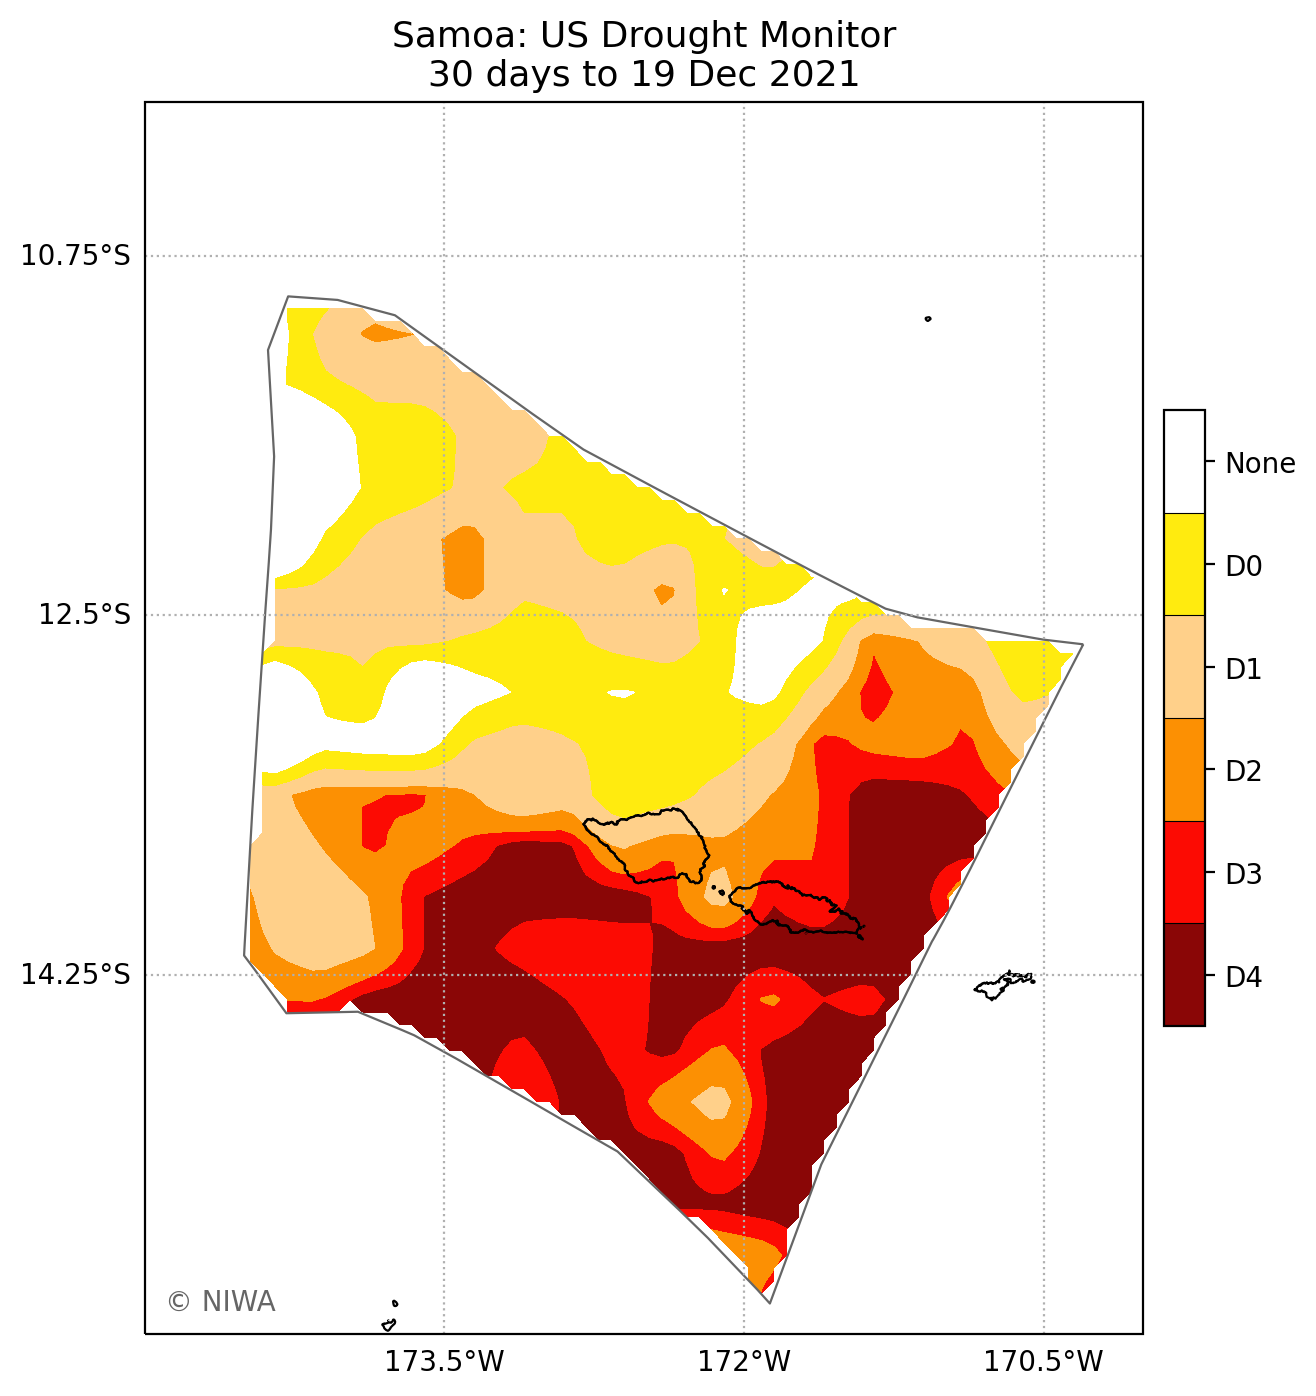 Samoa: US Drought Monitor
30 days to 19 Dec 2021
10.75°S
12.5°S
14.25°S
173.5°W
172°W
170.5°W
None
D0
D1
D2
D3
D4
© NIWA